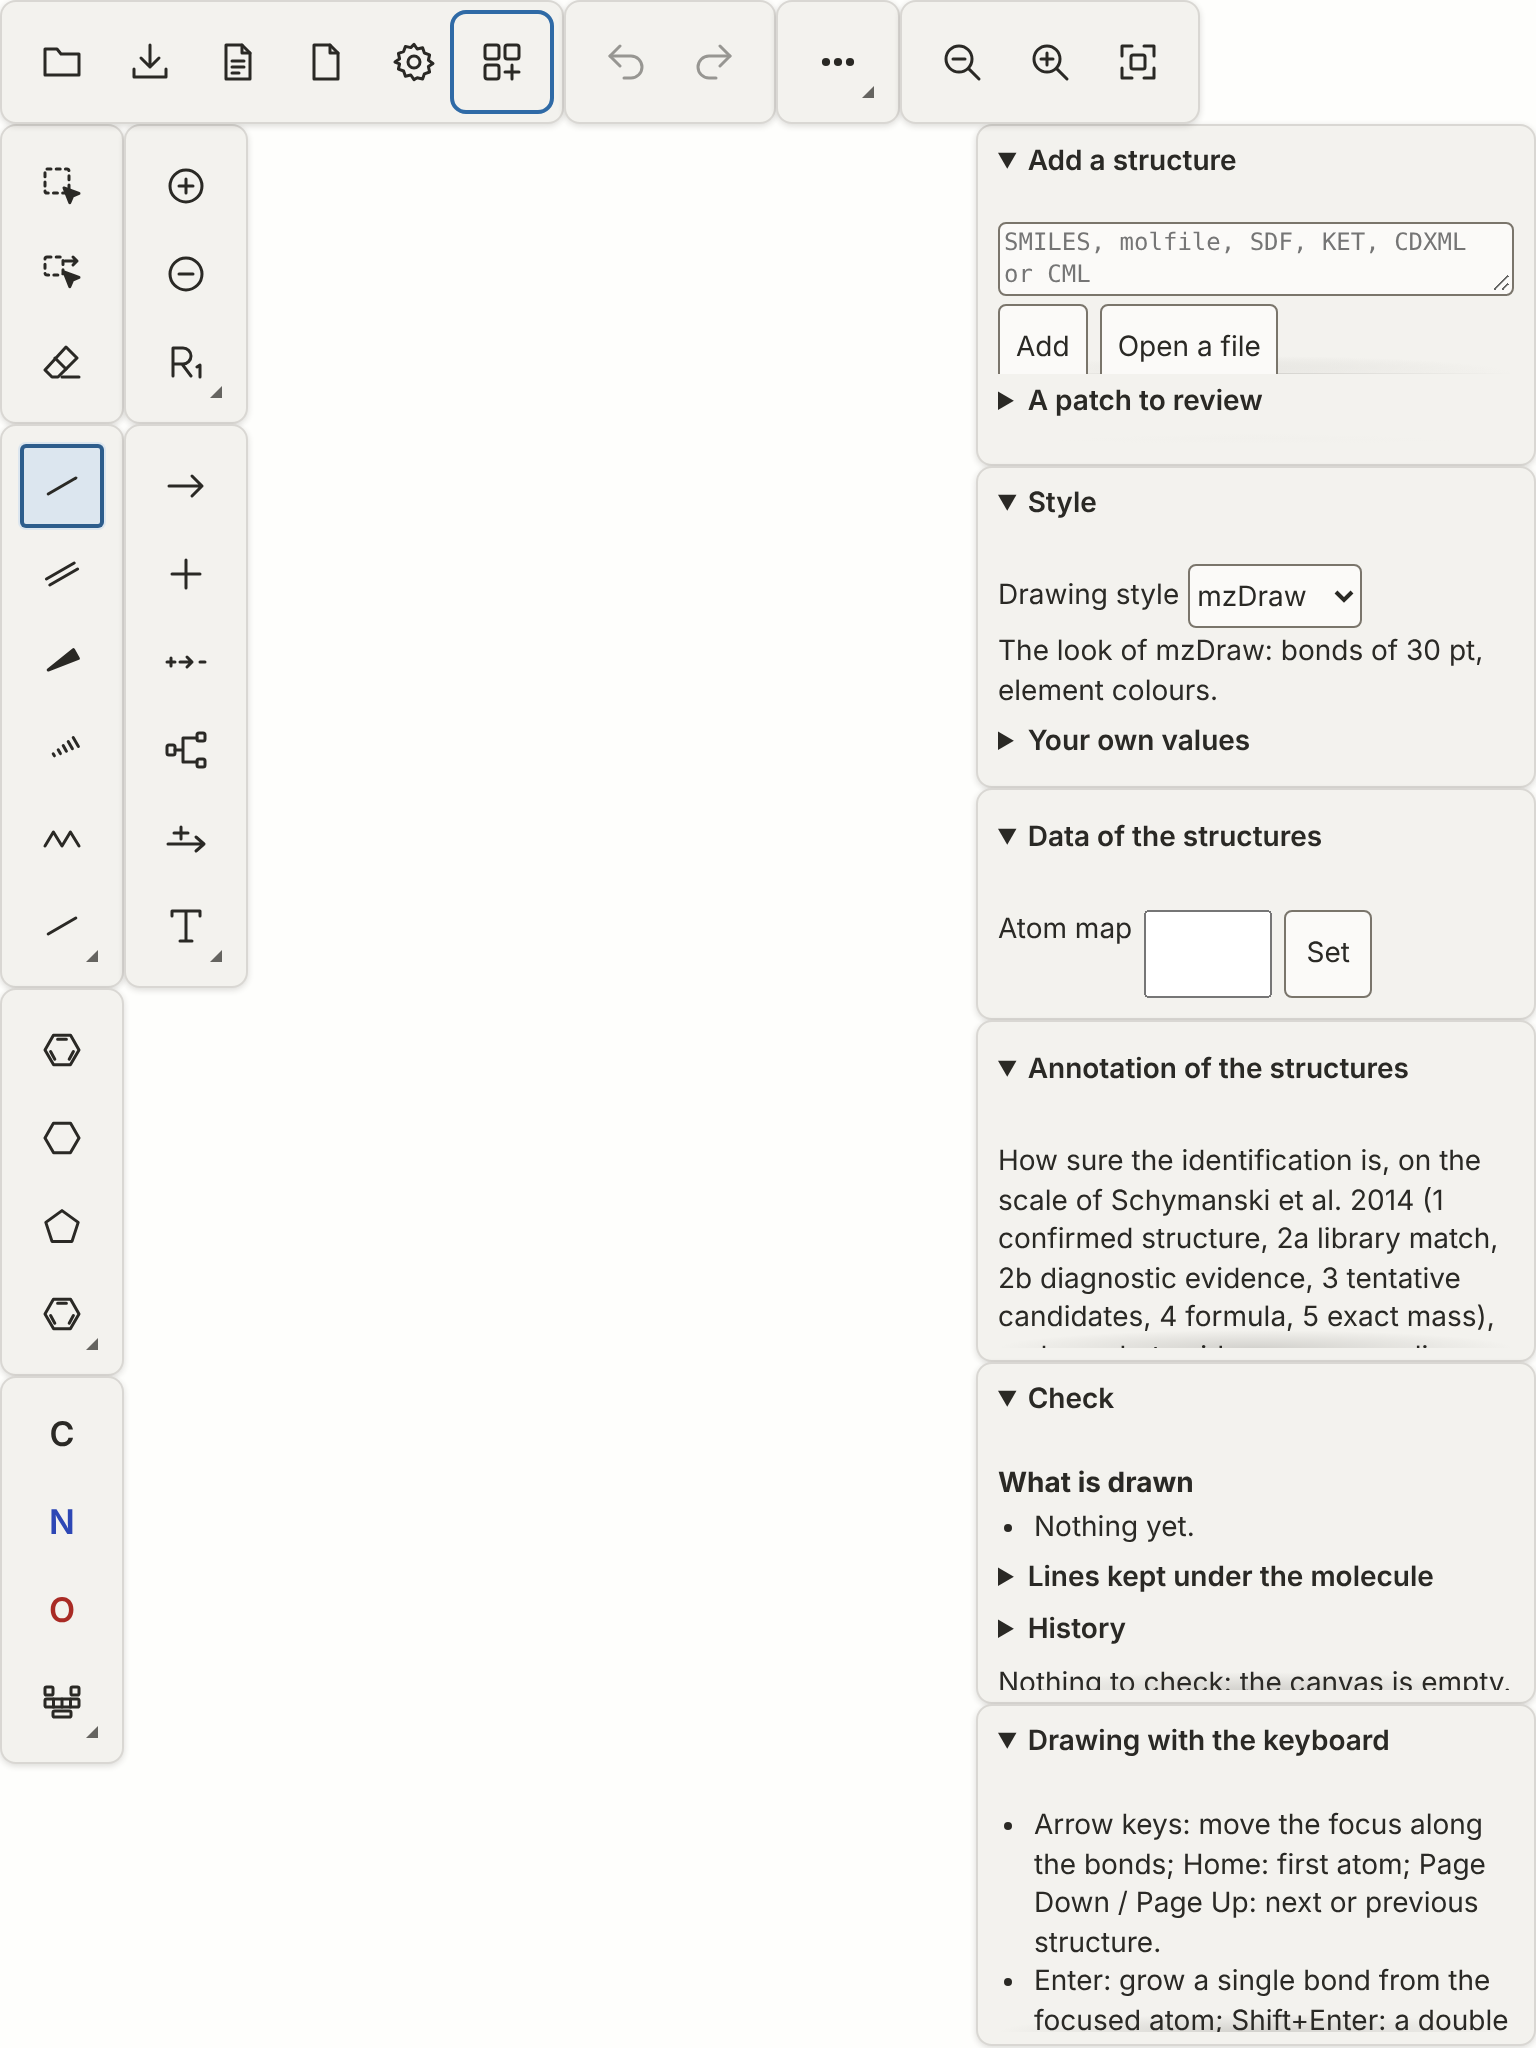 Add a structure
SMILES, molfile, SDF, KET, CDXML
or CML
Add
Open a file
A patch to review
R1
Style
Drawing style
mzDraw
The look of mzDraw: bonds of 30 pt,
element colours.
Your own values
T
Data of the structures
Atom map
Set
Annotation of the structures
How sure the identification is, on the
scale of Schymanski et al. 2014 (1
confirmed structure, 2a library match,
2b diagnostic evidence, 3 tentative
candidates, 4 formula, 5 exact mass),
C
N
O
Check
What is drawn
• Nothing yet.
Lines kept under the molecule
History
Nothing to check: the canvas is empty.
Drawing with the keyboard
• Arrow keys: move the focus along
the bonds; Home: first atom; Page
Down / Page Up: next or previous
structure.
• Enter: grow a single bond from the
focused atom; Shift+Enter: a double